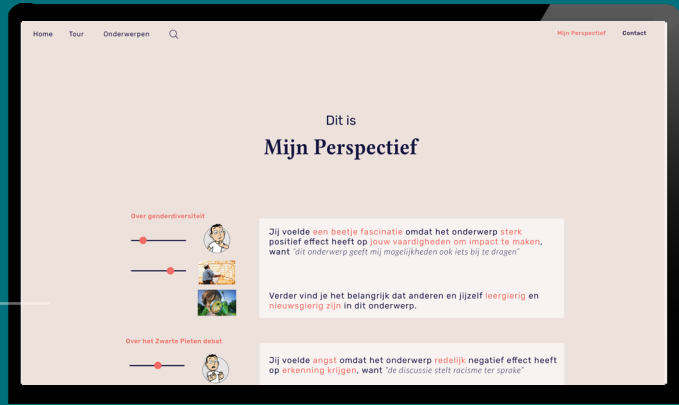 Home Tour Onderwerpen Mijn Perspectief Contact
Dit is
Mijn Perspectief
Over genderdiversiteit
Jij voelde een beetje fascinatie omdat het onderwerp sterk
positief effect heeft op jouw vaardigheden om impact te maken,
want "dit onderwerp geeft mij mogelijkheden ook iets bij te dragen"
Verder vind je het belangrijk dat anderen en jijzelf leergierig en
nieuwsgierig zijn in dit onderwerp.
Over het Zwarte Pieten debat
Jij voelde angst omdat het onderwerp redelijk negatief effect heeft
op erkenning krijgen, want "de discussie stelt racisme ter sprake"